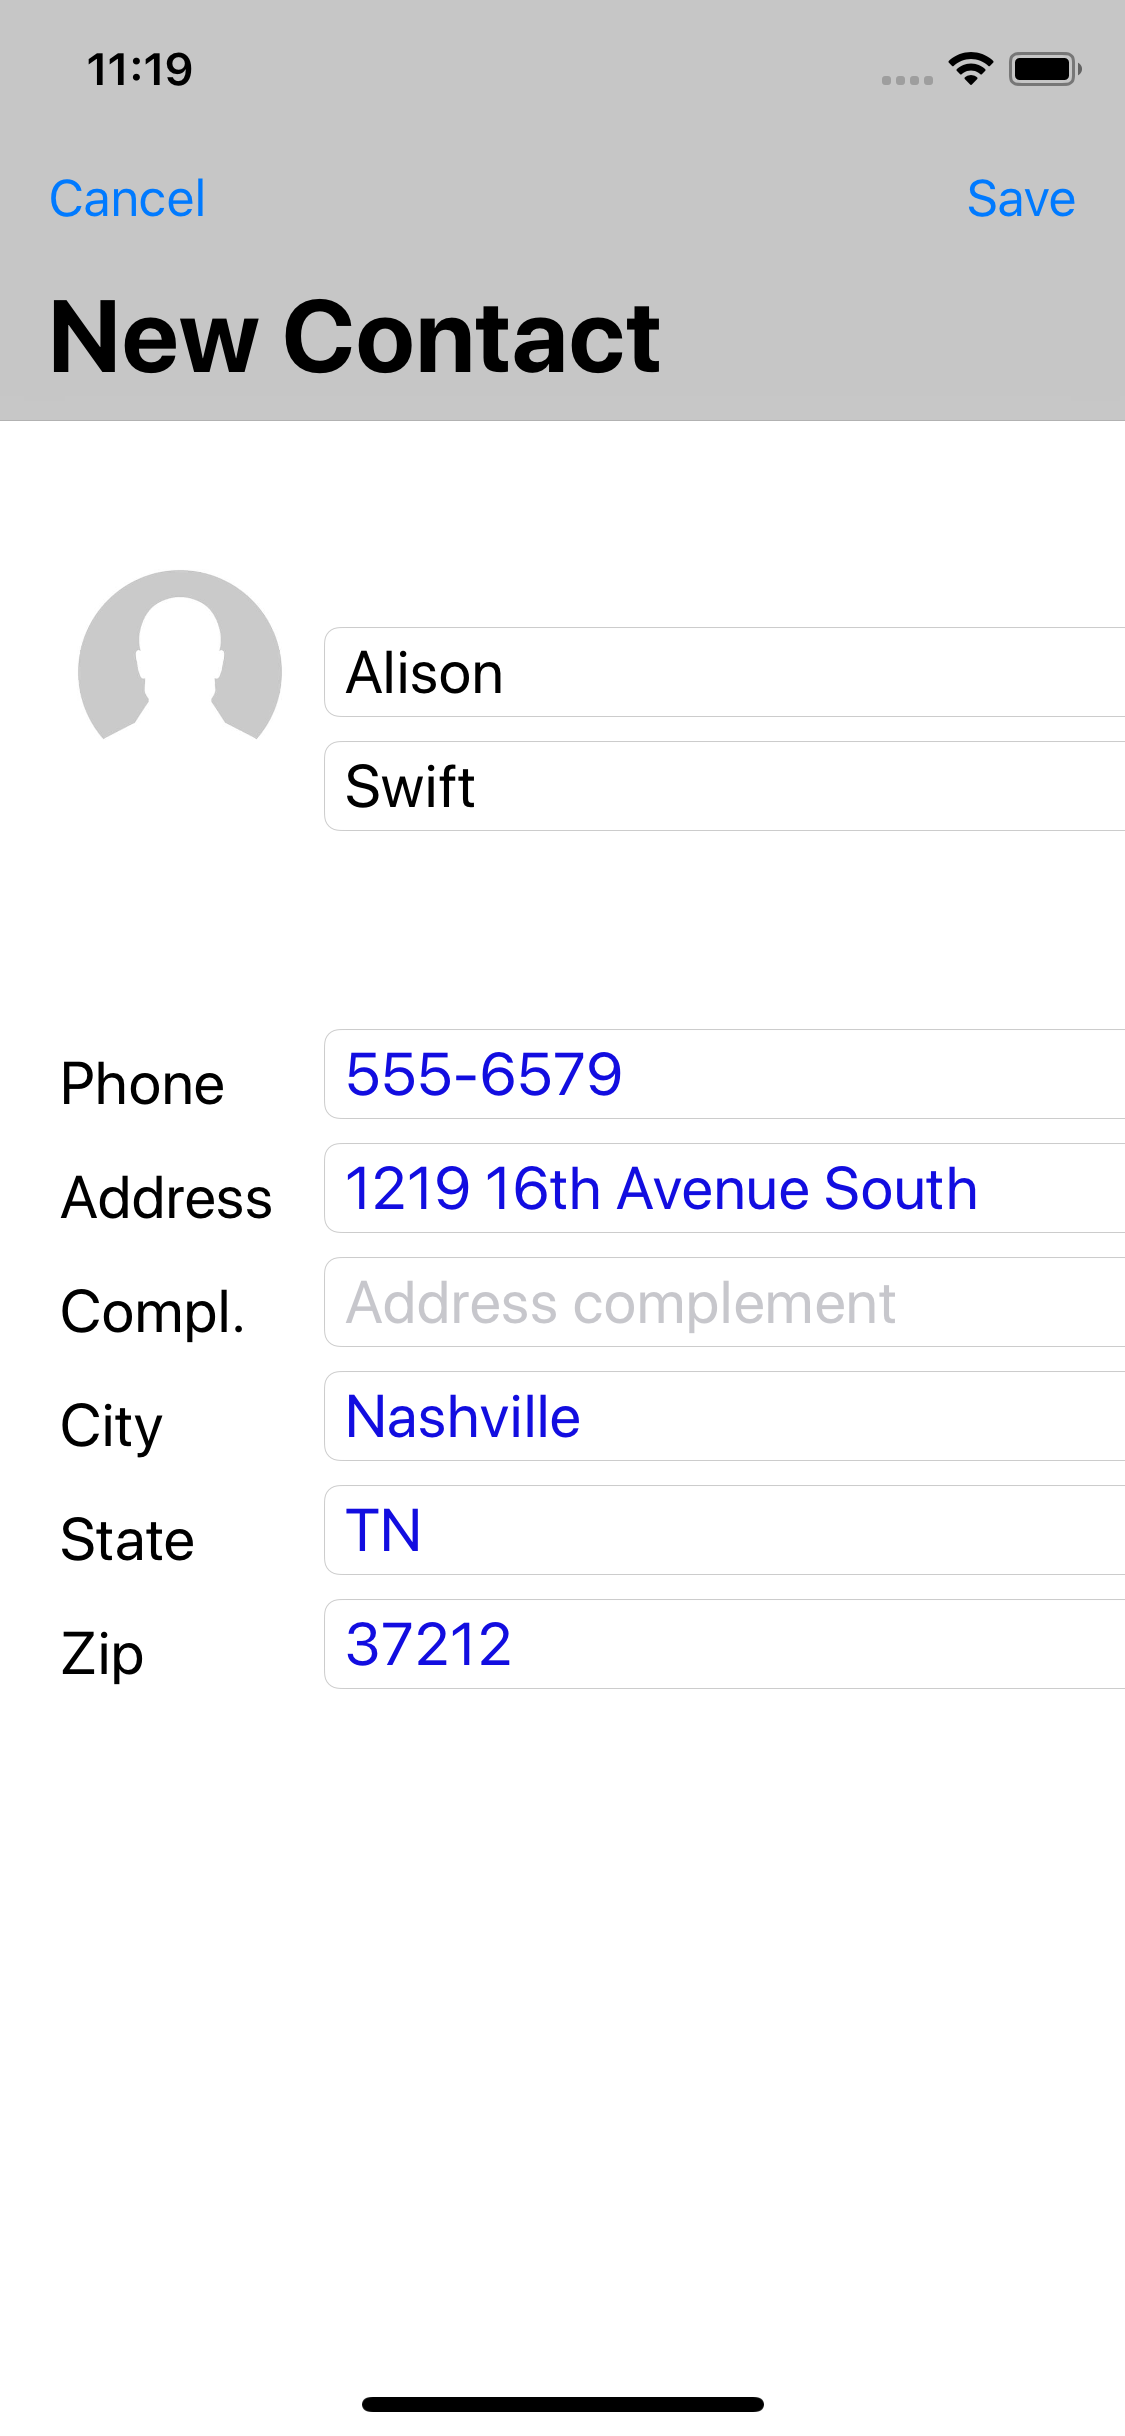 11:19
Cancel Save
New Contact
Alison
Swift
Phone 555-6579
Address 1219 16th Avenue South
Compl. Address complement
City Nashville
State TN
Zip 37212